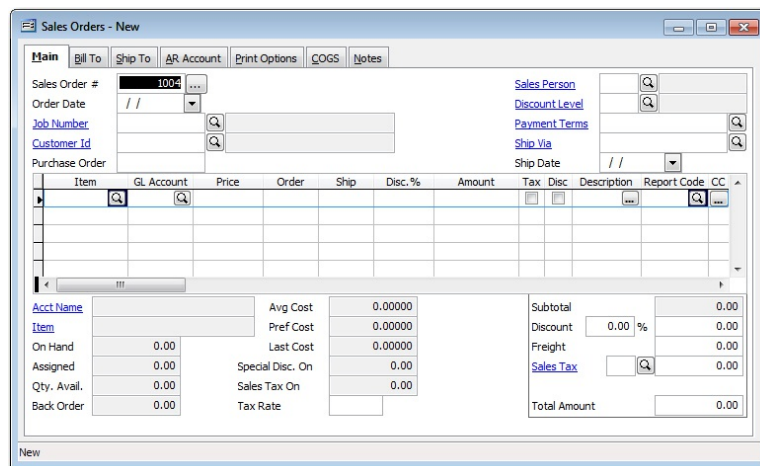 Sales Orders - New
Main Bill To Ship To AR Account Print Options COGS Notes
Sales Order # 1004 ... Sales Person
Order Date / / Discount Level
Job Number Payment Terms
Customer Id Ship Via
Purchase Order Ship Date / /
Item GL Account Price Order Ship Disc. % Amount Tax Disc Description Report Code CC
... ...
Acct Name Avg Cost 0.00000 Subtotal 0.00
Item Pref Cost 0.00000 Discount 0.00 % 0.00
On Hand 0.00 Last Cost 0.00000 Freight 0.00
Assigned 0.00 Special Disc. On 0.00 Sales Tax 0.00
Qty. Avail. 0.00 Sales Tax On 0.00
Back Order 0.00 Tax Rate Total Amount 0.00
New